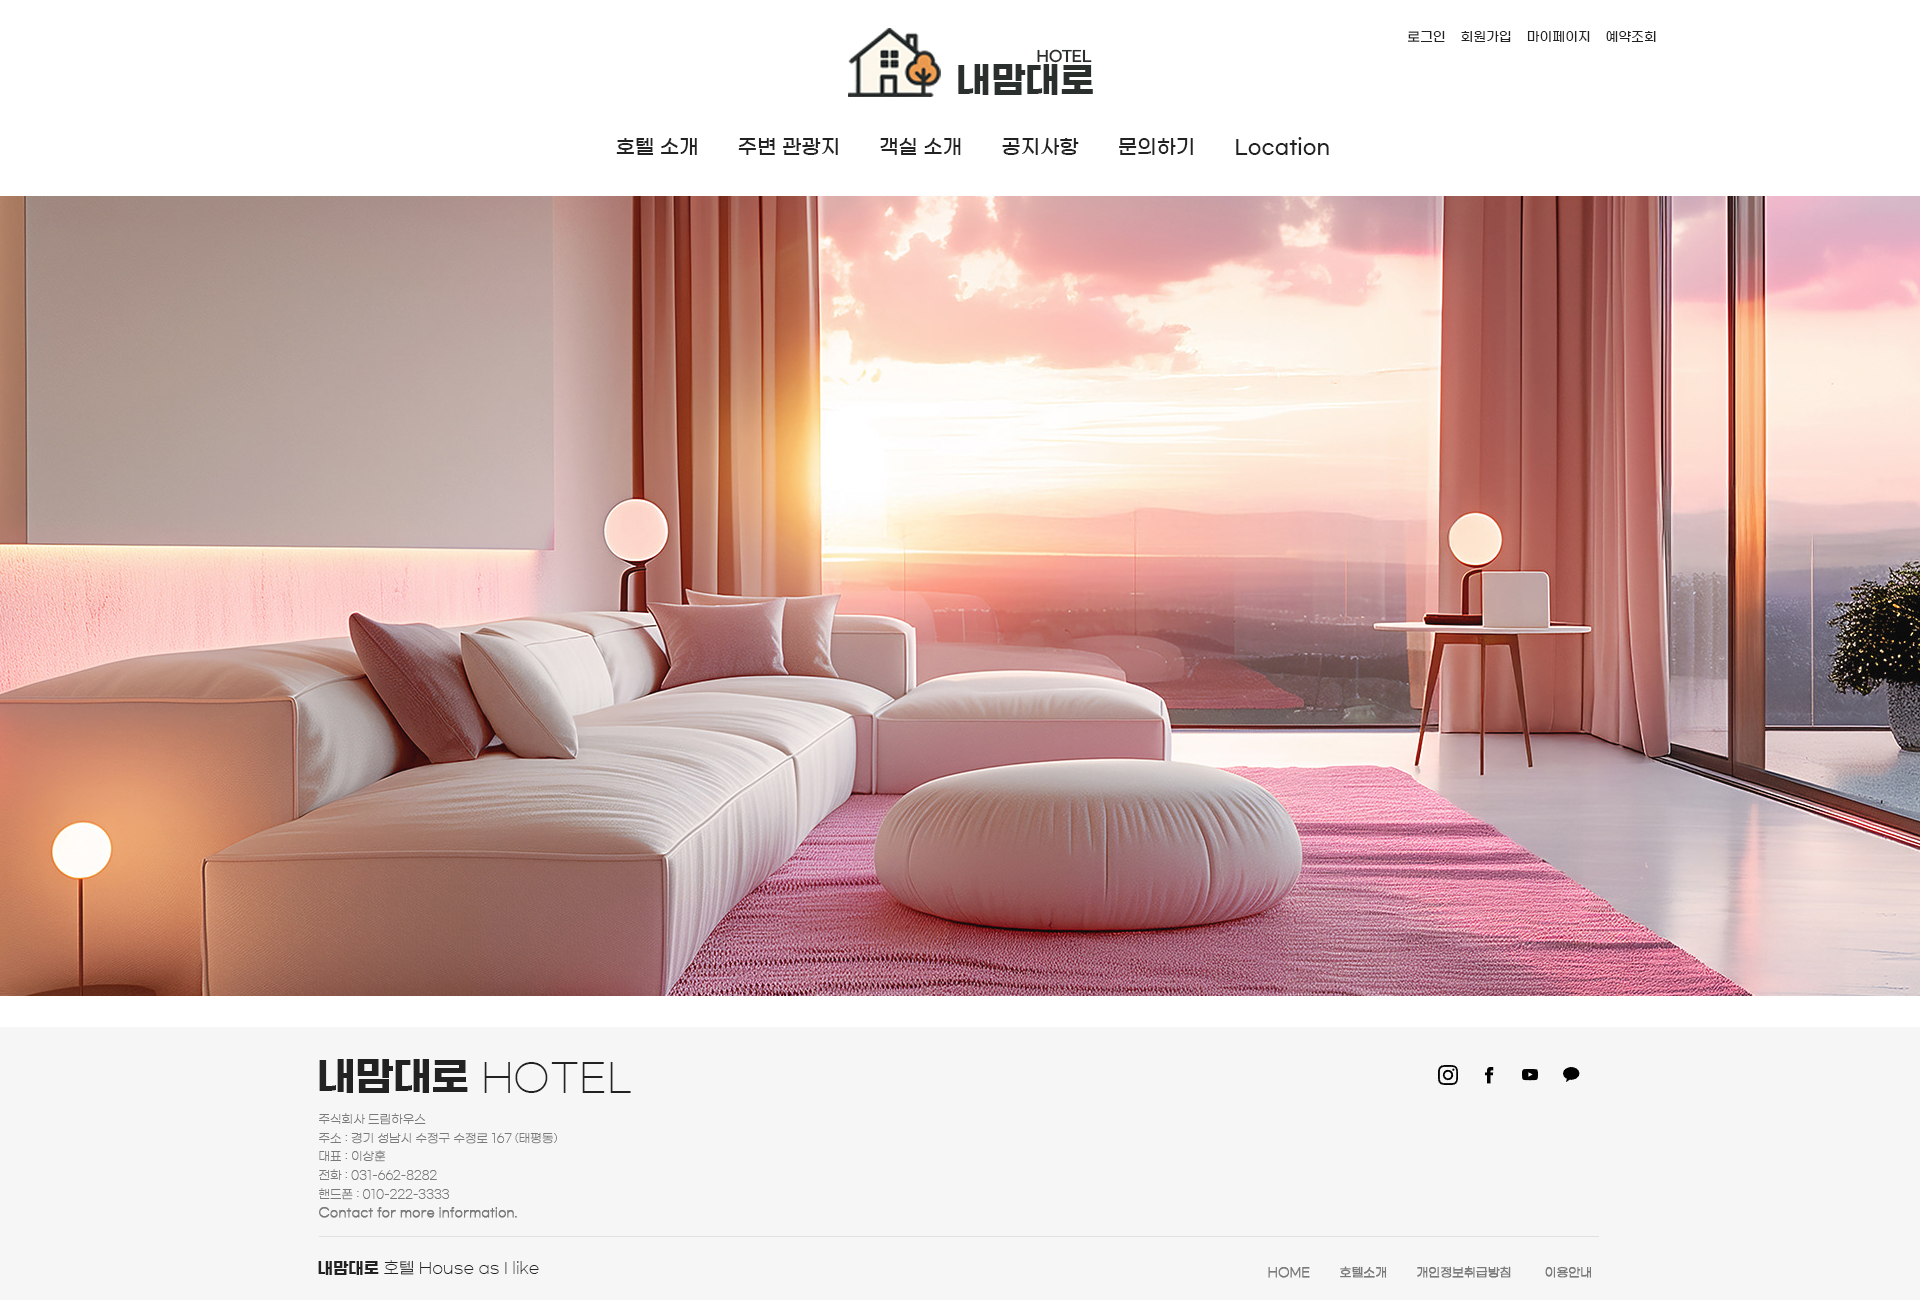 로그인 회원가입 마이페이지 예약조회
HOTEL
내맘대로
호텔 소개 주변 관광지 객실 소개 공지사항 문의하기 Location
내맘대로 HOTEL
주식회사 드림하우스
주소 : 경기 성남시 수정구 수정로 167 (태평동)
대표 : 이상훈
전화 : 031-662-8282
핸드폰 : 010-222-3333
Contact for more information.
내맘대로 호텔 House as I like
HOME 호텔소개 개인정보취급방침 이용안내